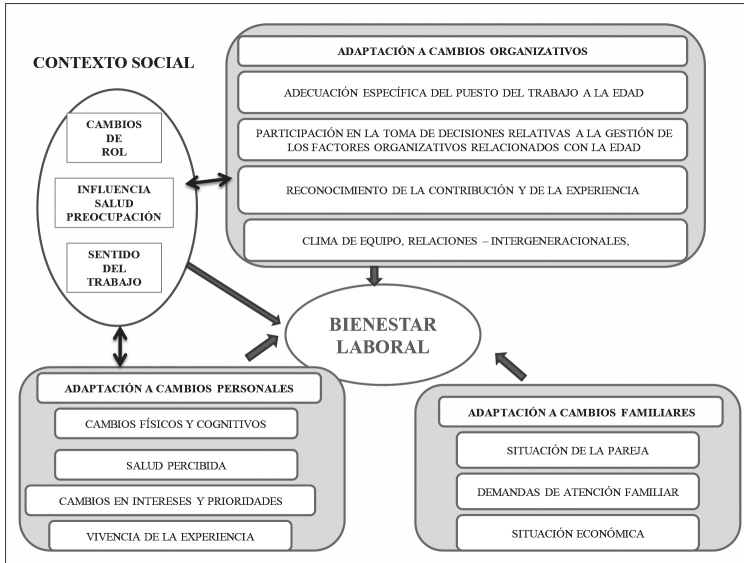 CONTEXTO SOCIAL
CAMBIOS
DE
ROL
INFLUENCIA
SALUD
PREOCUPACIÓN
SENTIDO
DEL
TRABAJO
ADAPTACIÓN A CAMBIOS ORGANIZATIVOS
ADECUACIÓN ESPECÍFICA DEL PUESTO DEL TRABAJO A LA EDAD
PARTICIPACIÓN EN LA TOMA DE DECISIONES RELATIVAS A LA GESTIÓN DE
LOS FACTORES ORGANIZATIVOS RELACIONADOS CON LA EDAD
RECONOCIMIENTO DE LA CONTRIBUCIÓN Y DE LA EXPERIENCIA
CLIMA DE EQUIPO, RELACIONES – INTERGENERACIONALES,
BIENESTAR
LABORAL
ADAPTACIÓN A CAMBIOS PERSONALES
CAMBIOS FÍSICOS Y COGNITIVOS
SALUD PERCIBIDA
CAMBIOS EN INTERESES Y PRIORIDADES
VIVENCIA DE LA EXPERIENCIA
ADAPTACIÓN A CAMBIOS FAMILIARES
SITUACIÓN DE LA PAREJA
DEMANDAS DE ATENCIÓN FAMILIAR
SITUACIÓN ECONÓMICA